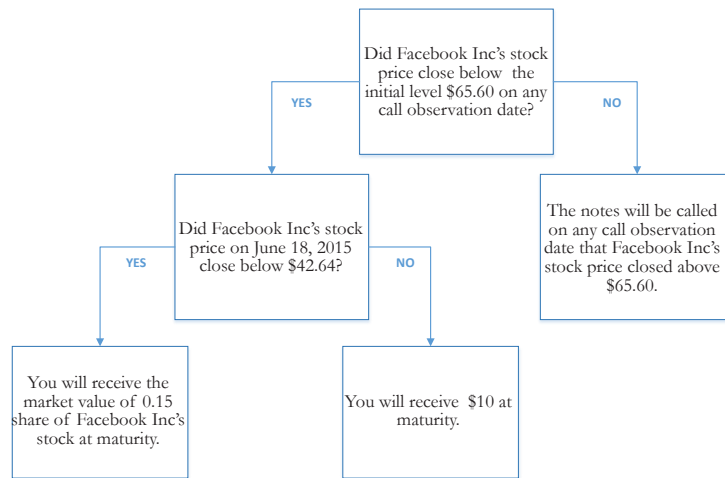 Did Facebook Inc's stock
price close below the
initial level $65.60 on any
call observation date?
YES
NO
Did Facebook Inc's stock
price on June 18, 2015
close below $42.64?
The notes will be called
on any call observation
date that Facebook Inc's
stock price closed above
$65.60.
YES
NO
You will receive the
market value of 0.15
share of Facebook Inc's
stock at maturity.
You will receive $10 at
maturity.